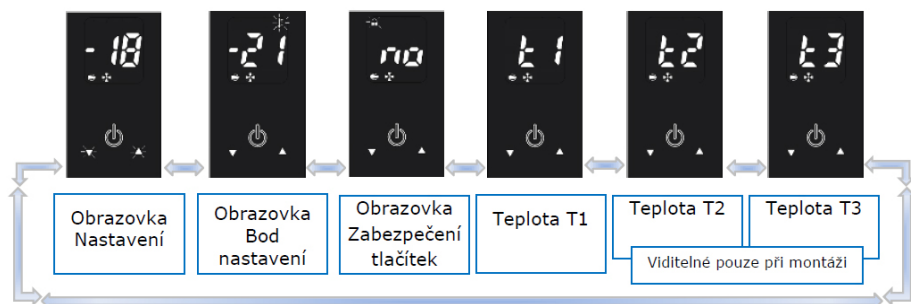 -18
-21
no
t1
t2
t3
Obrazovka
Nastavení
Obrazovka
Bod
nastavení
Obrazovka
Zabezpečení
tlačítek
Teplota T1
Teplota T2
Teplota T3
Viditelné pouze při montáži